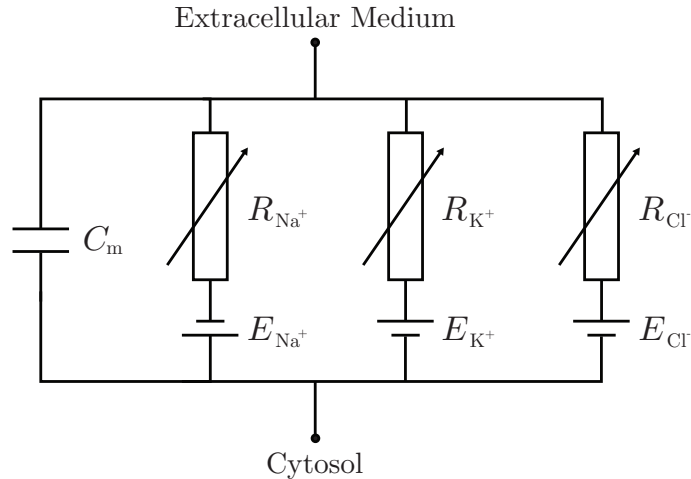 Extracellular Medium
C_m
R_Na⁺
R_K⁺
R_Cl⁻
E_Na⁺
E_K⁺
E_Cl⁻
Cytosol